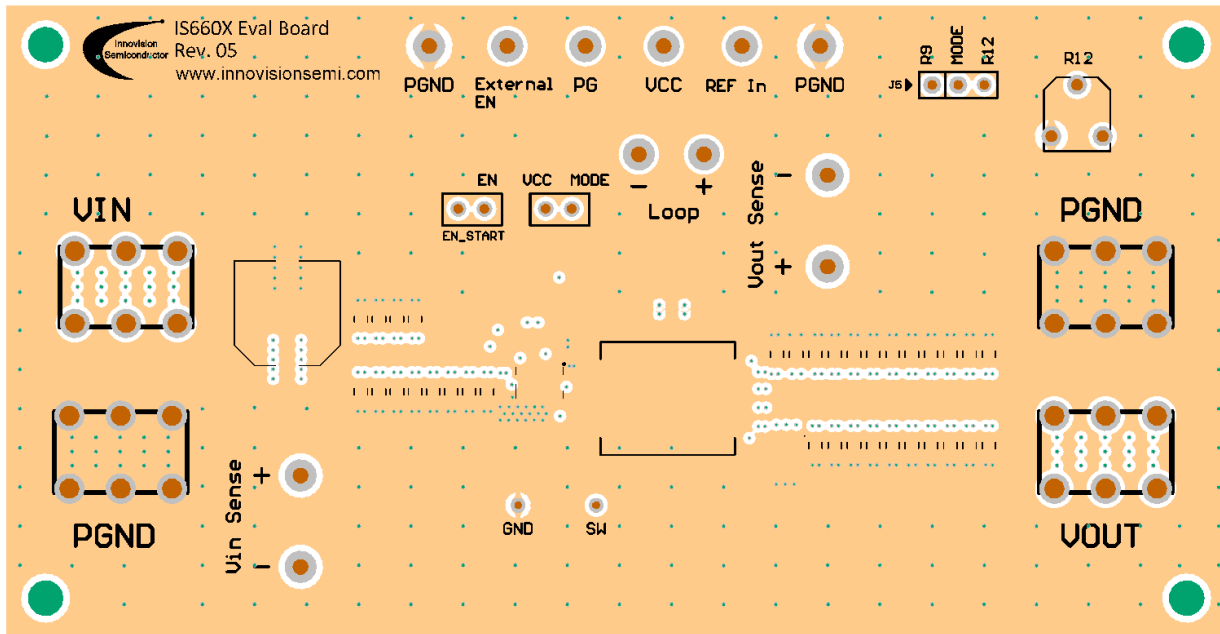 Innovision
Semiconductor
IS660X Eval Board
Rev. 05
www.innovisionsemi.com
PGND
External
EN
PG
VCC
REF In
PGND
J5
R9
MODE
R12
R12
EN
VCC MODE
EN_START
- +
Loop
Vout Sense
-
+
VIN
PGND
PGND
VOUT
Vin Sense
+
-
GND
SW